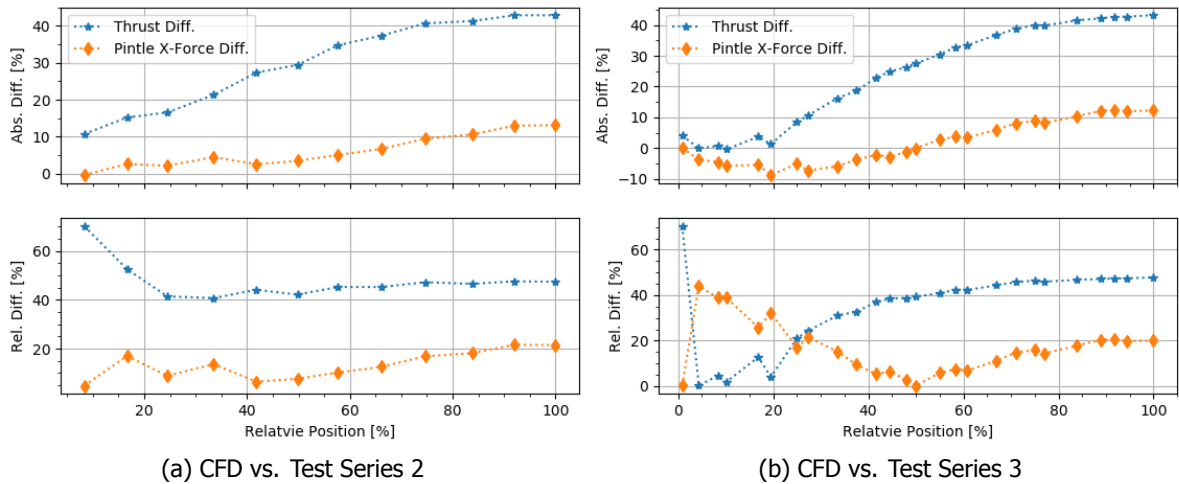 Thrust Diff.
Pintle X-Force Diff.
Abs. Diff. [%]
40
30
20
10
0
Rel. Diff. [%]
60
40
20
20
40
60
80
100
Relatvie Position [%]
(a) CFD vs. Test Series 2
Thrust Diff.
Pintle X-Force Diff.
Abs. Diff. [%]
40
30
20
10
0
−10
Rel. Diff. [%]
60
40
20
0
0
20
40
60
80
100
Relatvie Position [%]
(b) CFD vs. Test Series 3